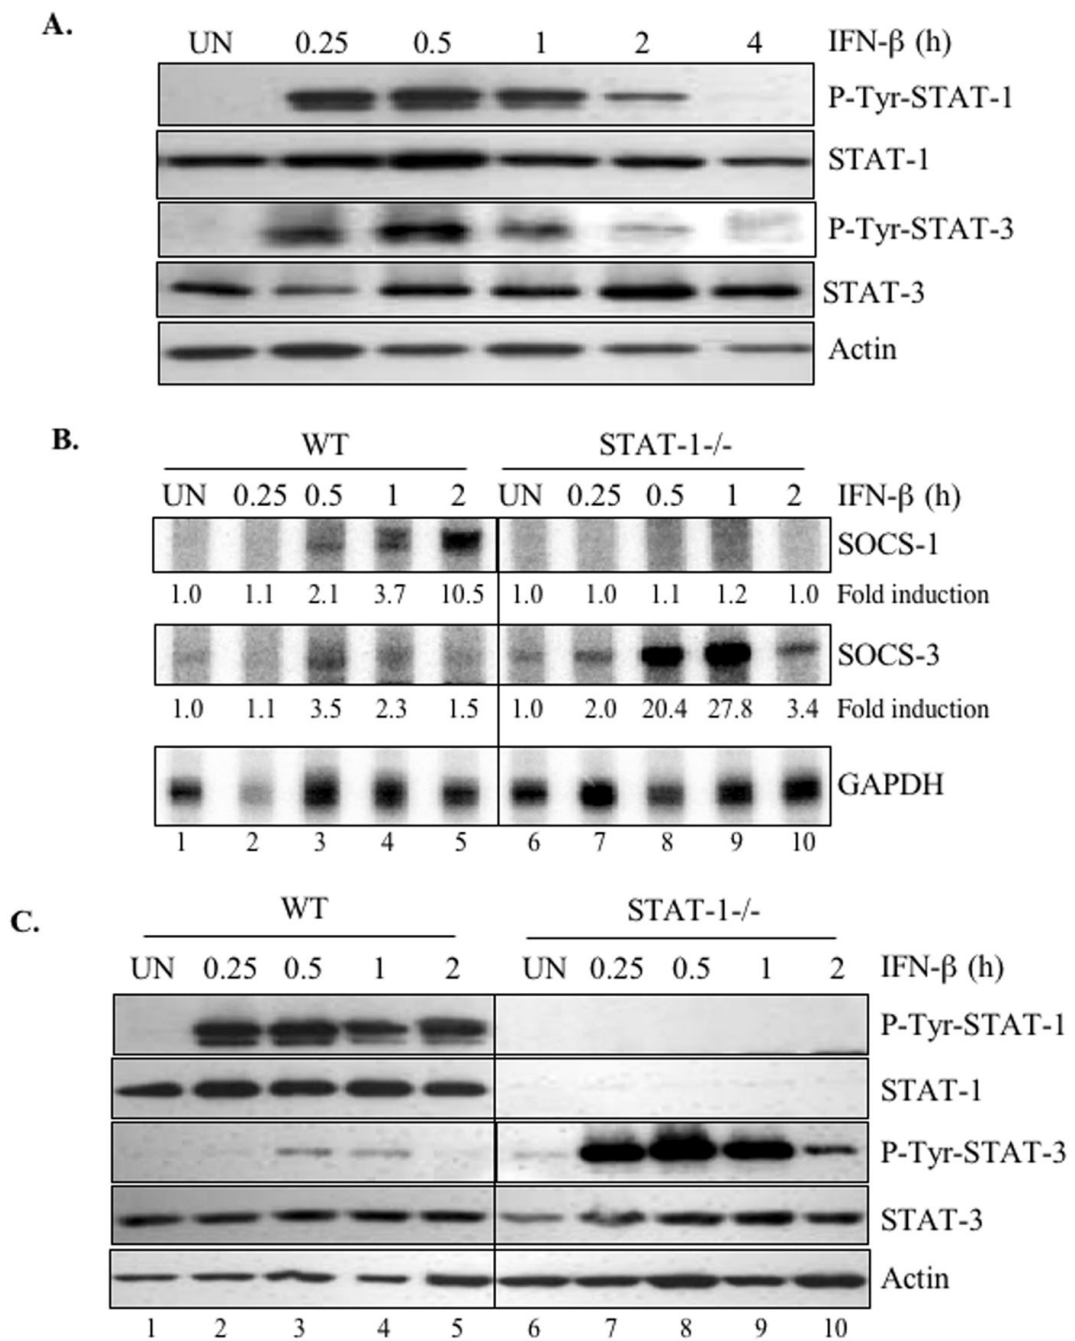 A.
UN 0.25 0.5 1 2 4 IFN-β (h)
P-Tyr-STAT-1
STAT-1
P-Tyr-STAT-3
STAT-3
Actin
B.
WT STAT-1-/-
UN 0.25 0.5 1 2 UN 0.25 0.5 1 2 IFN-β (h)
SOCS-1
1.0 1.1 2.1 3.7 10.5 1.0 1.0 1.1 1.2 1.0 Fold induction
SOCS-3
1.0 1.1 3.5 2.3 1.5 1.0 2.0 20.4 27.8 3.4 Fold induction
GAPDH
1 2 3 4 5 6 7 8 9 10
C.
WT STAT-1-/-
UN 0.25 0.5 1 2 UN 0.25 0.5 1 2 IFN-β (h)
P-Tyr-STAT-1
STAT-1
P-Tyr-STAT-3
STAT-3
Actin
1 2 3 4 5 6 7 8 9 10